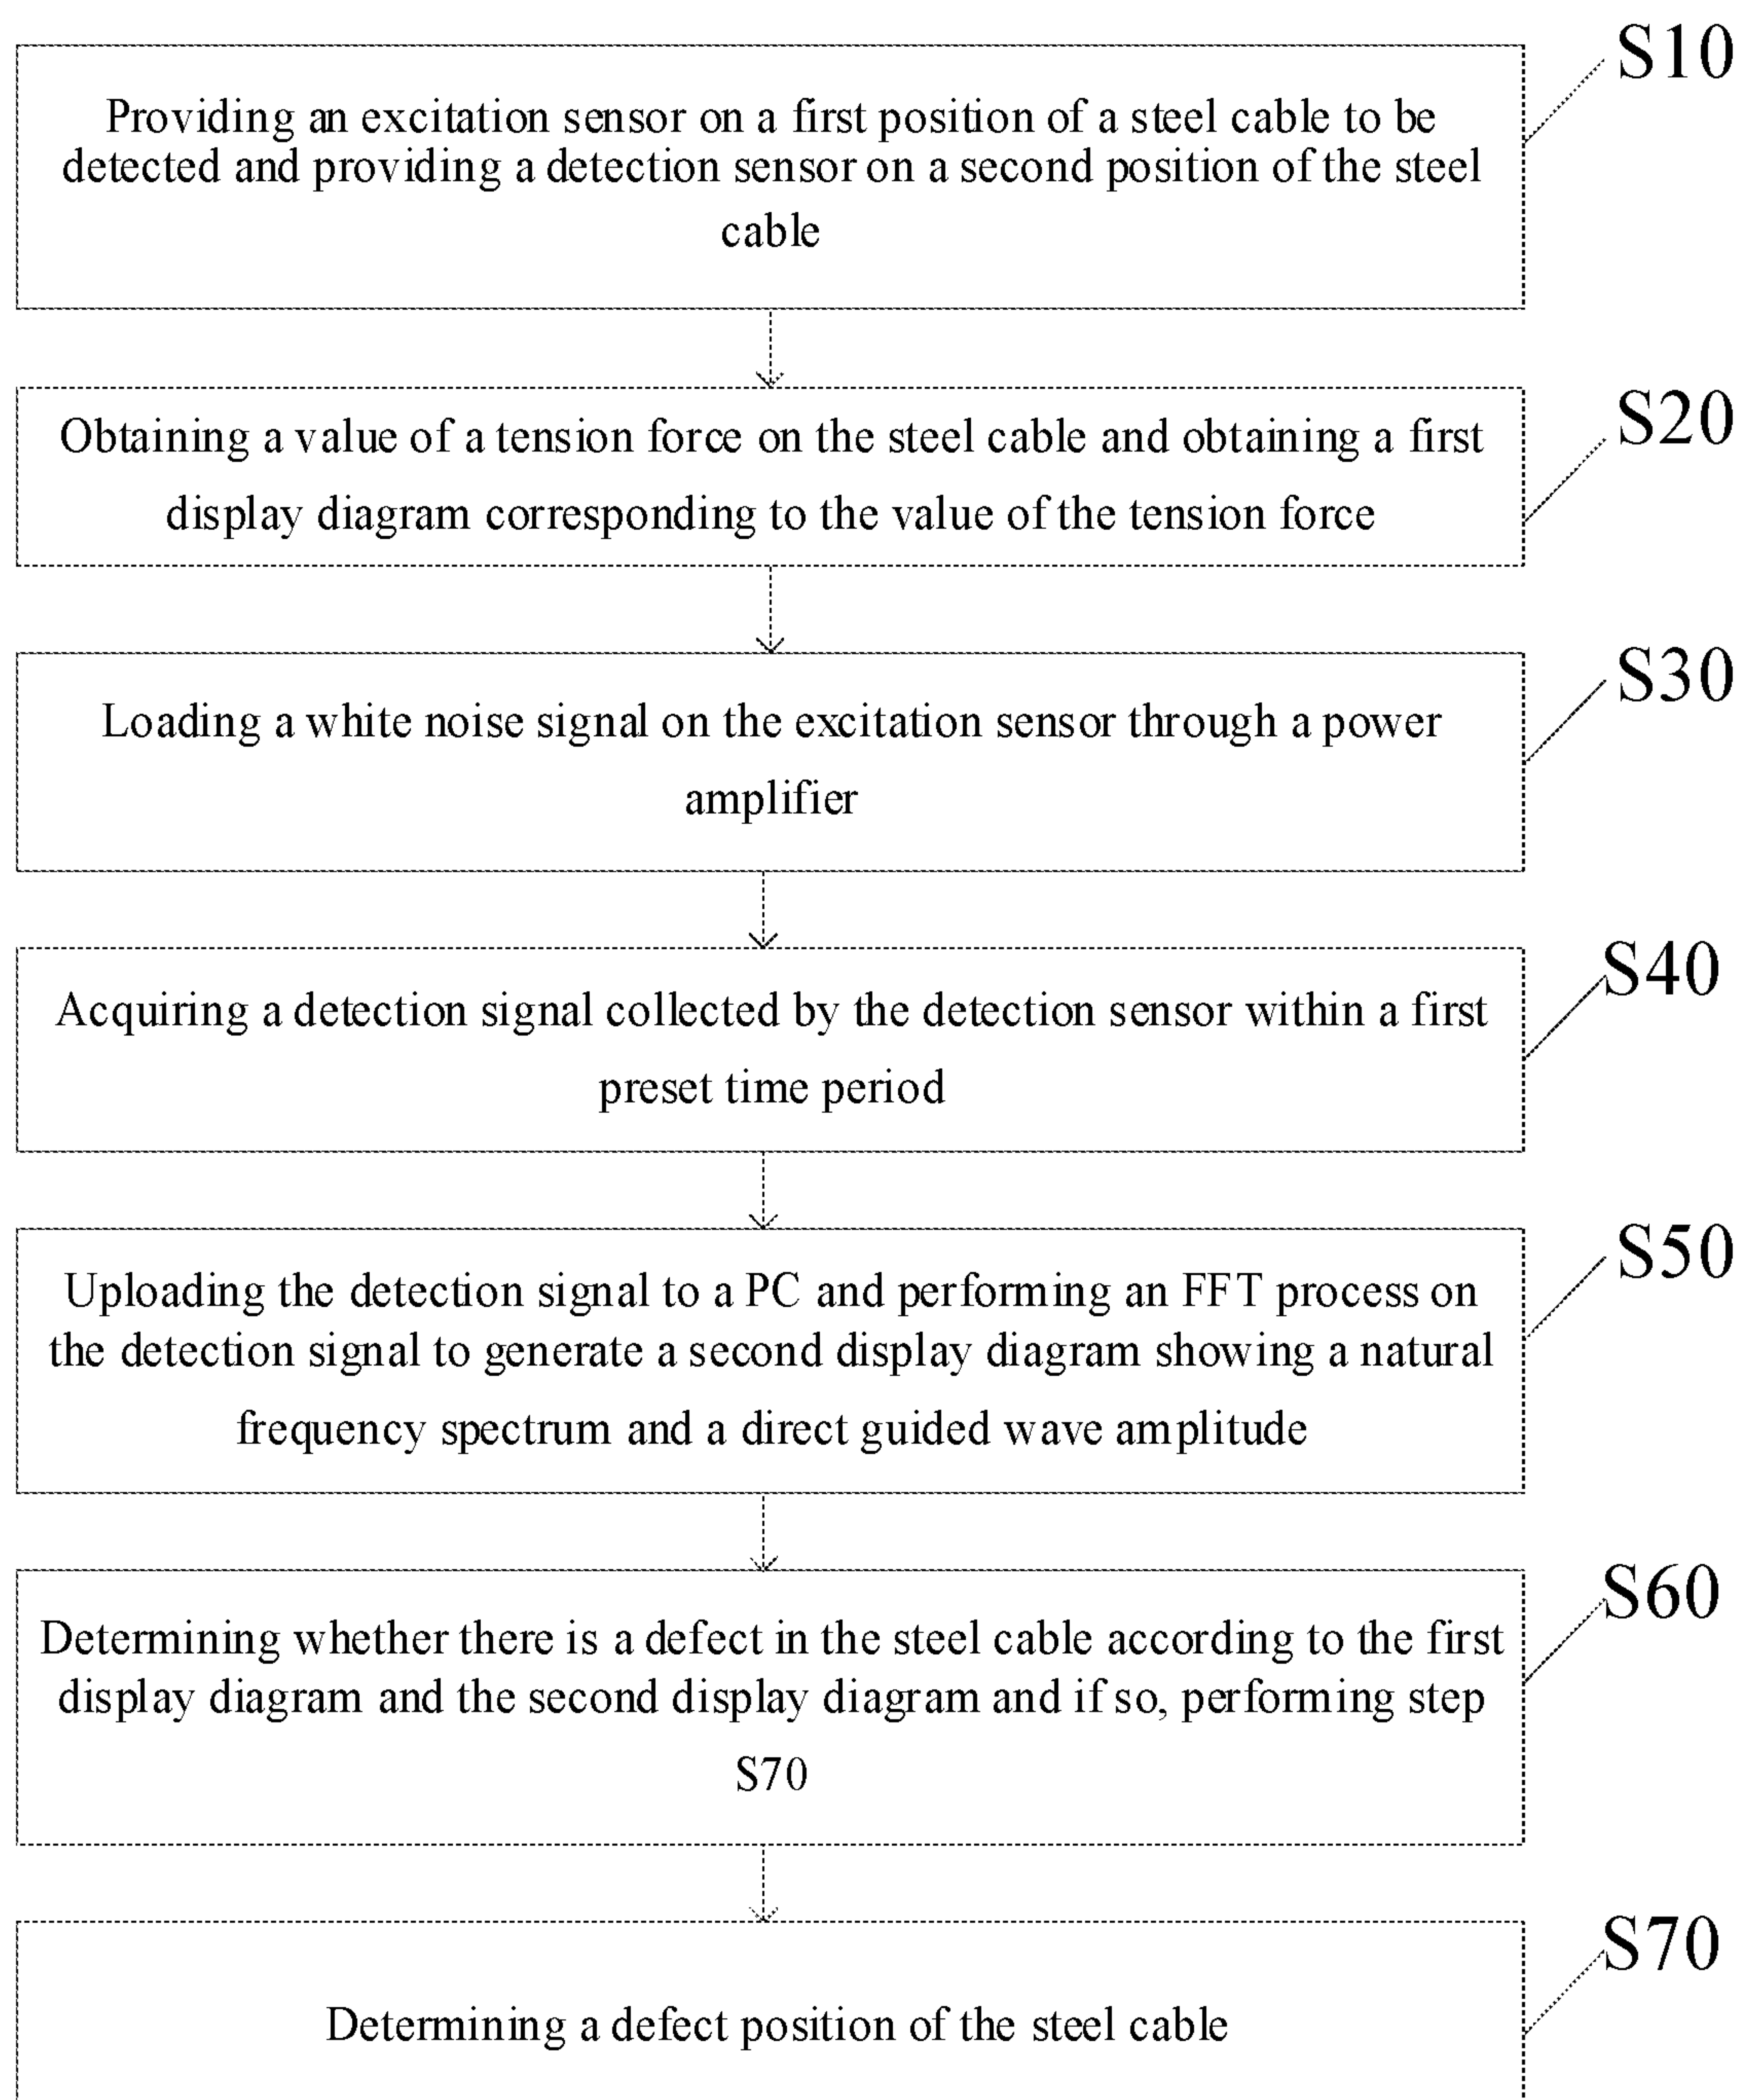 S10
Providing an excitation sensor on a first position of a steel cable to be
detected and providing a detection sensor on a second position of the steel
cable
S20
Obtaining a value of a tension force on the steel cable and obtaining a first
display diagram corresponding to the value of the tension force
S30
Loading a white noise signal on the excitation sensor through a power
amplifier
S40
Acquiring a detection signal collected by the detection sensor within a first
preset time period
S50
Uploading the detection signal to a PC and performing an FFT process on
the detection signal to generate a second display diagram showing a natural
frequency spectrum and a direct guided wave amplitude
S60
Determining whether there is a defect in the steel cable according to the first
display diagram and the second display diagram and if so, performing step
S70
S70
Determining a defect position of the steel cable